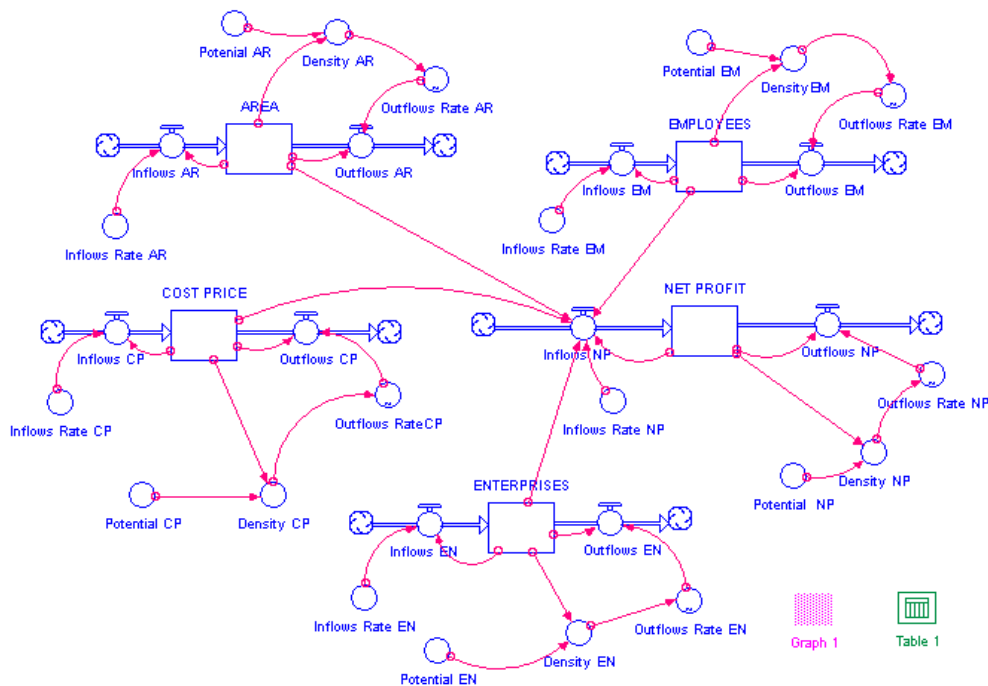 Potenial AR
Density AR
Outflows Rate AR
AREA
Inflows AR
Outflows AR
Inflows Rate AR
Potential EM
Density EM
Outflows Rate EM
EMPLOYEES
Inflows EM
Outflows EM
Inflows Rate EM
COST PRICE
Inflows CP
Outflows CP
Inflows Rate CP
Outflows Rate CP
Potential CP
Density CP
NET PROFIT
Inflows NP
Outflows NP
Inflows Rate NP
Outflows Rate NP
Potential NP
Density NP
ENTERPRISES
Inflows EN
Outflows EN
Inflows Rate EN
Outflows Rate EN
Potential EN
Density EN
~
~
~
~
~
Graph 1
Table 1